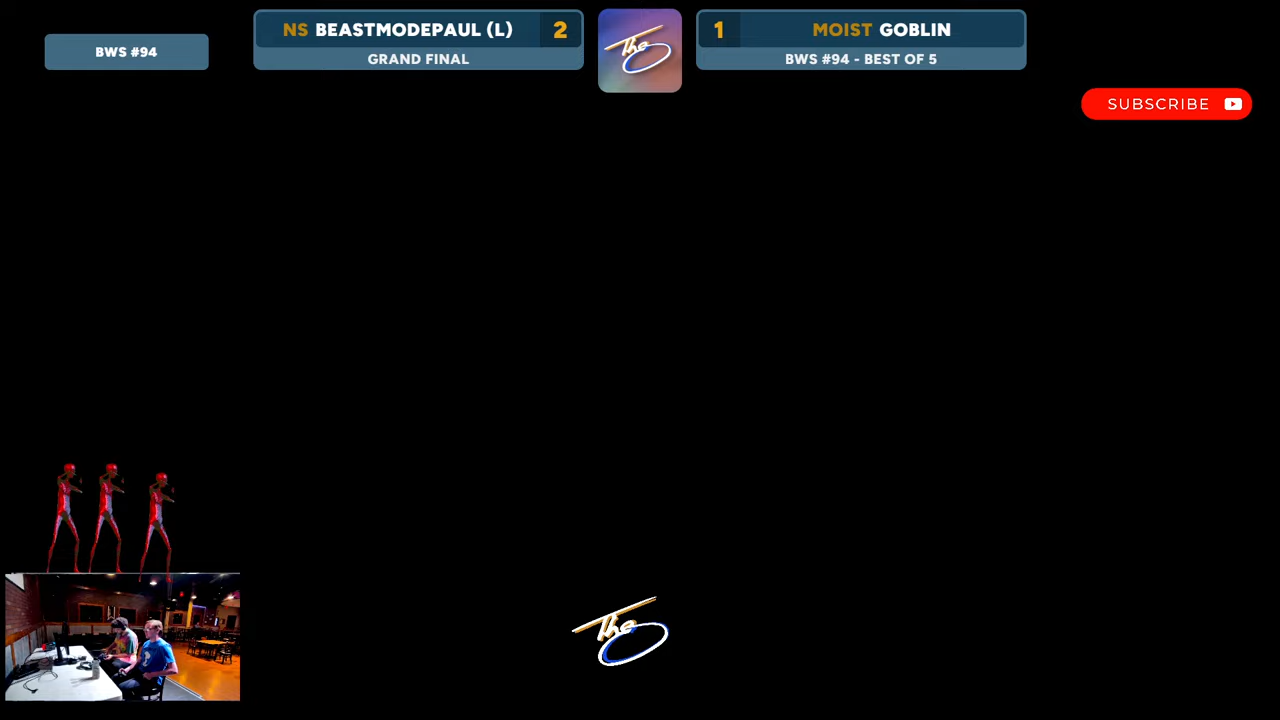 BWS #94
NS BEASTMODEPAUL (L) 2
GRAND FINAL
The
1 MOIST GOBLIN
BWS #94 - BEST OF 5
SUBSCRIBE
The